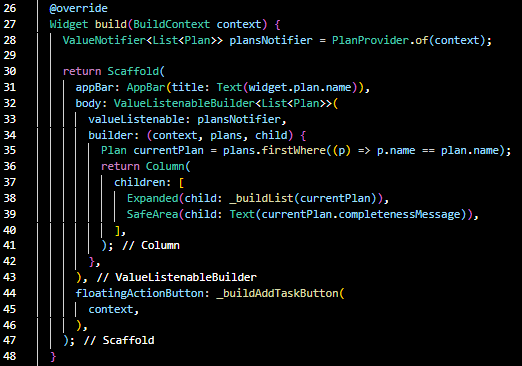 26 @override
27 Widget build(BuildContext context) {
28 ValueNotifier<List<Plan>> plansNotifier = PlanProvider.of(context);
29
30 return Scaffold(
31 appBar: AppBar(title: Text(widget.plan.name)),
32 body: ValueListenableBuilder<List<Plan>>(
33 valueListenable: plansNotifier,
34 builder: (context, plans, child) {
35 Plan currentPlan = plans.firstWhere((p) => p.name == plan.name);
36 return Column(
37 children: [
38 Expanded(child: _buildList(currentPlan)),
39 SafeArea(child: Text(currentPlan.completenessMessage)),
40 ],
41 ); // Column
42 },
43 ), // ValueListenableBuilder
44 floatingActionButton: _buildAddTaskButton(
45 context,
46 ),
47 ); // Scaffold
48 }